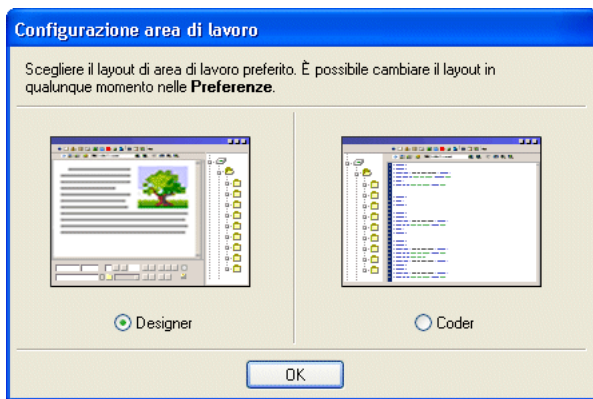 Configurazione area di lavoro
Scegliere il layout di area di lavoro preferito. È possibile cambiare il layout in
qualunque momento nelle Preferenze.
Designer
Coder
OK